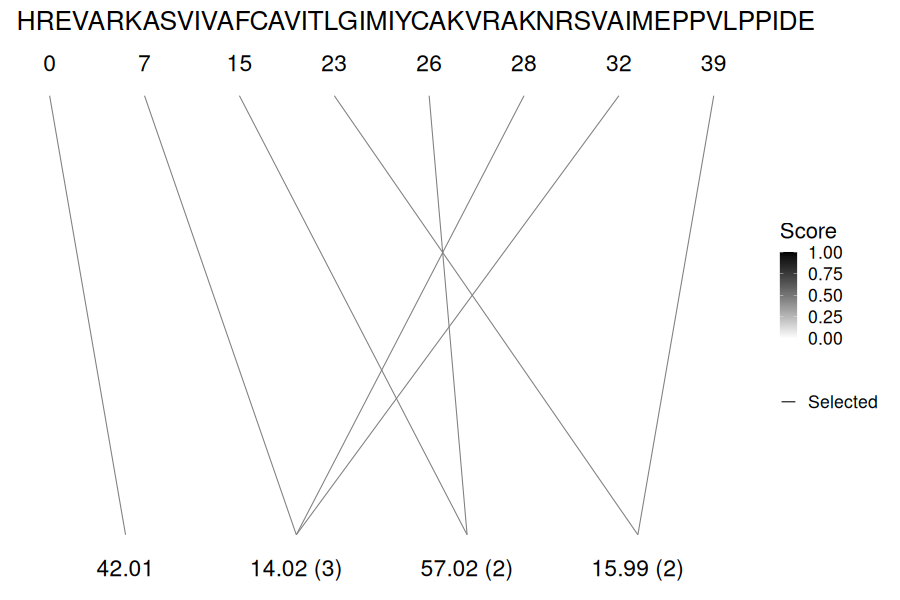 HREVARKASVIVAFCAVITLGIMIYCAKVRAKNRSVAIMEPPVLPPIDE
0 7 15 23 26 28 32 39
Score
1.00
0.75
0.50
0.25
0.00
Selected
42.01 14.02 (3) 57.02 (2) 15.99 (2)